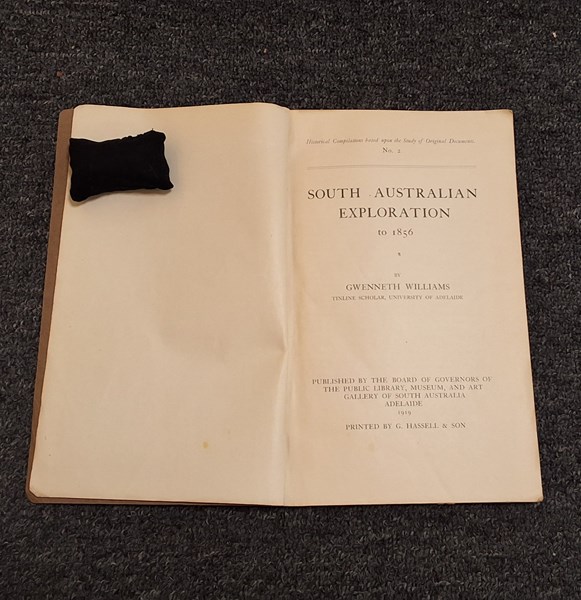 Historical Compilations based upon the Study of Original Documents
No. 2
SOUTH AUSTRALIAN
EXPLORATION
to 1856
BY
GWENNETH WILLIAMS
TINLINE SCHOLAR, UNIVERSITY OF ADELAIDE
PUBLISHED BY THE BOARD OF GOVERNORS OF
THE PUBLIC LIBRARY, MUSEUM, AND ART
GALLERY OF SOUTH AUSTRALIA
ADELAIDE
1919
PRINTED BY G. HASSELL & SON